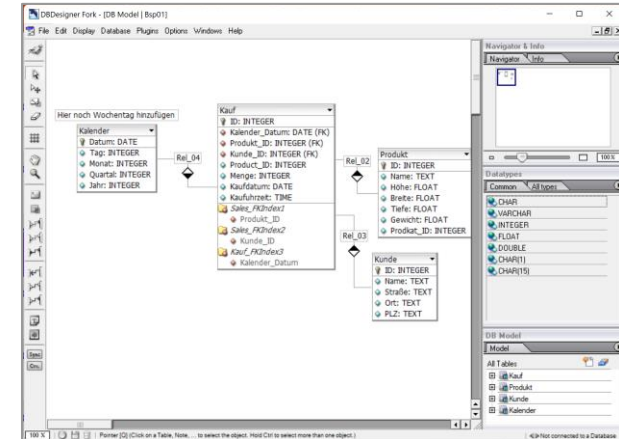 DBDesigner Fork - [DB Model | Bsp01]
File Edit Display Database Plugins Options Windows Help
Hier noch Wochentag hinzufügen
Kalender
Datum: DATE
Tag: INTEGER
Monat: INTEGER
Quartal: INTEGER
Jahr: INTEGER
Rel_04
Kauf
ID: INTEGER
Kalender_Datum: DATE (FK)
Produkt_ID: INTEGER (FK)
Kunde_ID: INTEGER (FK)
Product_ID: INTEGER
Menge: INTEGER
Kaufdatum: DATE
Kaufuhrzeit: TIME
Sales_FKIndex1
Produkt_ID
Sales_FKIndex2
Kunde_ID
Kauf_FKIndex3
Kalender_Datum
Rel_02
Rel_03
Produkt
ID: INTEGER
Name: TEXT
Höhe: FLOAT
Breite: FLOAT
Tiefe: FLOAT
Gewicht: FLOAT
Prodkat_ID: INTEGER
Kunde
ID: INTEGER
Name: TEXT
Straße: TEXT
Ort: TEXT
PLZ: TEXT
Navigator & Info
Navigator Info
100 %
Datatypes
Common All types
CHAR
VARCHAR
INTEGER
FLOAT
DOUBLE
CHAR(1)
CHAR(15)
DB Model
Model
All Tables
Kauf
Produkt
Kunde
Kalender
Sync
100 % Pointer [Q] (Click on a Table, Note, ... to select the object. Hold Ctrl to select more than one object.) Not connected to a Database